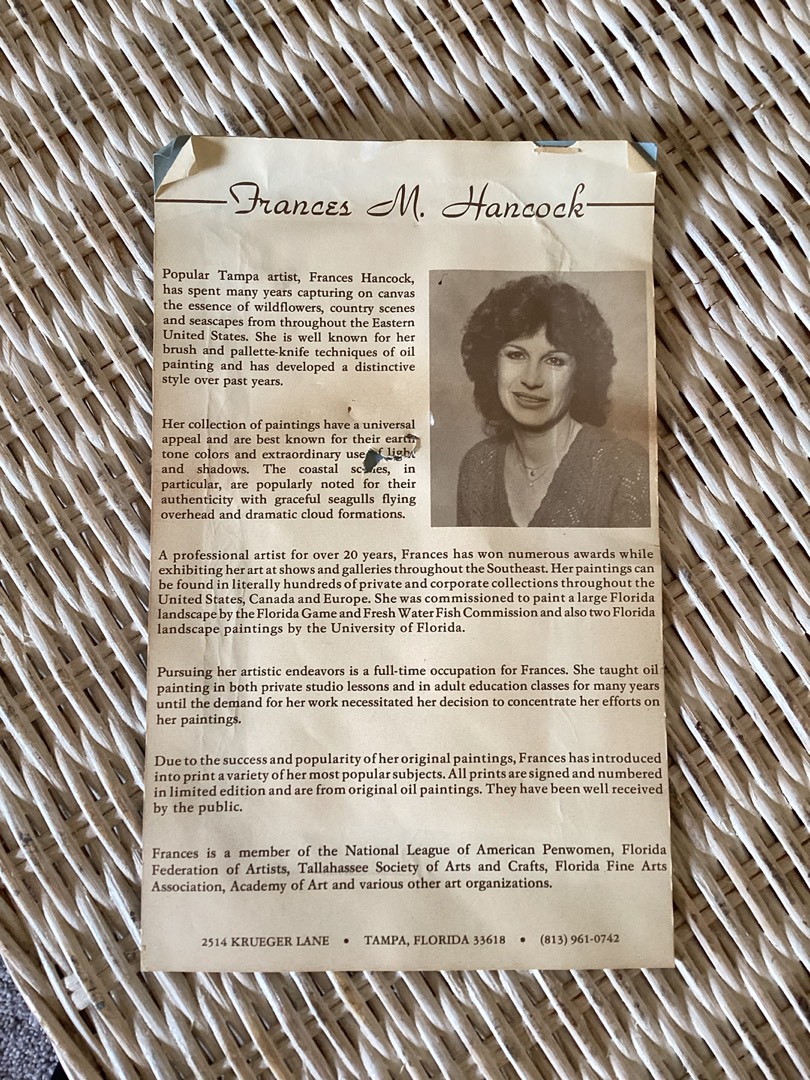 Frances M. Hancock
Popular Tampa artist, Frances Hancock,
has spent many years capturing on canvas
the essence of wildflowers, country scenes
and seascapes from throughout the Eastern
United States. She is well known for her
brush and pallette-knife techniques of oil
painting and has developed a distinctive
style over past years.
Her collection of paintings have a universal
appeal and are best known for their earth
tone colors and extraordinary use of light
and shadows. The coastal scenes, in
particular, are popularly noted for their
authenticity with graceful seagulls flying
overhead and dramatic cloud formations.
A professional artist for over 20 years, Frances has won numerous awards while
exhibiting her art at shows and galleries throughout the Southeast. Her paintings can
be found in literally hundreds of private and corporate collections throughout the
United States, Canada and Europe. She was commissioned to paint a large Florida
landscape by the Florida Game and Fresh Water Fish Commission and also two Florida
landscape paintings by the University of Florida.
Pursuing her artistic endeavors is a full-time occupation for Frances. She taught oil
painting in both private studio lessons and in adult education classes for many years
until the demand for her work necessitated her decision to concentrate her efforts on
her paintings.
Due to the success and popularity of her original paintings, Frances has introduced
into print a variety of her most popular subjects. All prints are signed and numbered
in limited edition and are from original oil paintings. They have been well received
by the public.
Frances is a member of the National League of American Penwomen, Florida
Federation of Artists, Tallahassee Society of Arts and Crafts, Florida Fine Arts
Association, Academy of Art and various other art organizations.
2514 KRUEGER LANE • TAMPA, FLORIDA 33618 • (813) 961-0742